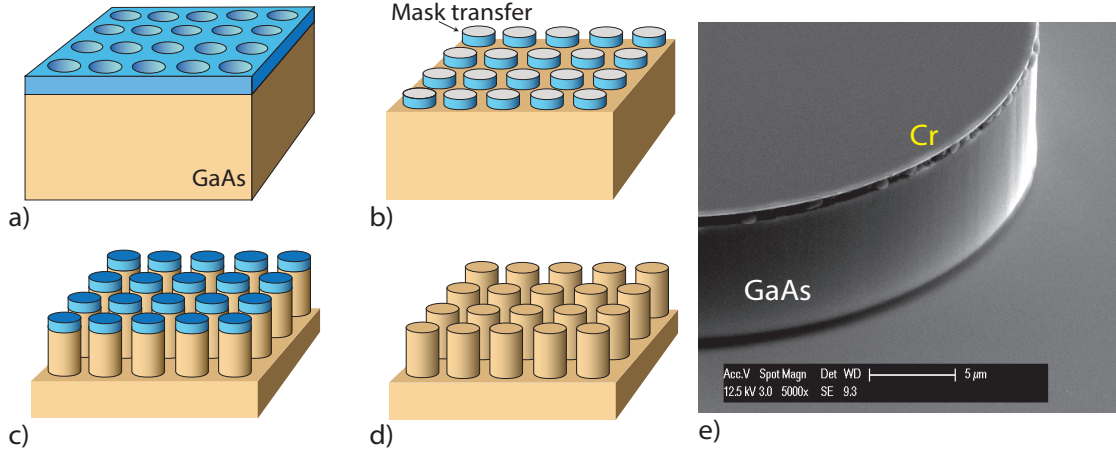 Mask transfer
GaAs
a)
b)
Cr
GaAs
Acc.V Spot Magn Det WD 5 µm
12.5 kV 3.0 5000x SE 9.3
c)
d)
e)